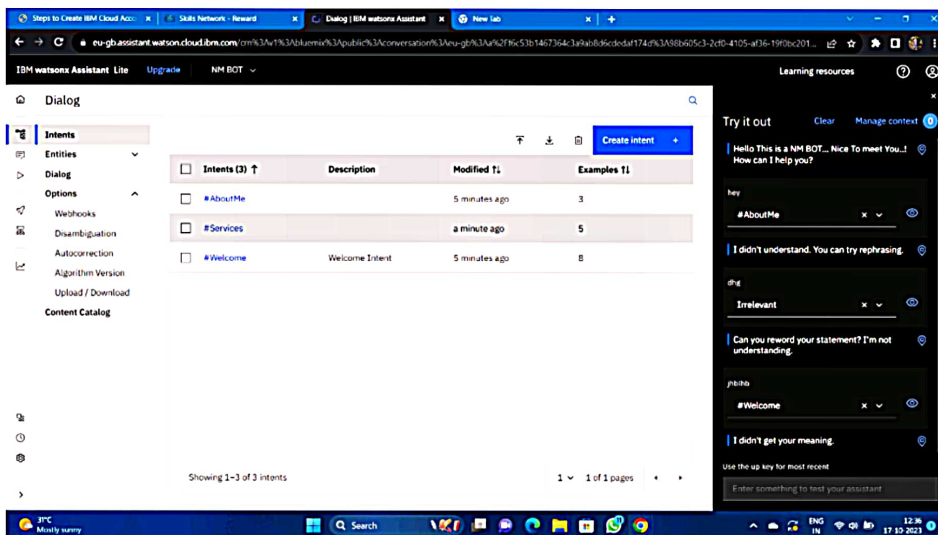 Steps to Create IBM Cloud Acco
Skills Network - Reward
Dialog | IBM watsonx Assistant
New lab
IBM watsonx Assistant Lite
Upgrade
NM BOT
Learning resources
Dialog
Intents
Entities
Dialog
Options
Webhooks
Disambiguation
Autocorrection
Algorithm Version
Upload / Download
Content Catalog
Create intent +
Intents (3) ↑ Description Modified ↑↓ Examples ↑↓
#AboutMe 5 minutes ago 3
#Services a minute ago 5
#Welcome Welcome Intent 5 minutes ago 8
Showing 1–3 of 3 intents
1 1 of 1 pages
Try it out Clear Manage context 0
Hello This is a NM BOT... Nice To meet You..!
How can I help you?
hey
#AboutMe
I didn't understand. You can try rephrasing.
dhg
Irrelevant
Can you reword your statement? I'm not
understanding.
#Welcome
I didn't get your meaning.
Use the up key for most recent
Enter something to test your assistant
31°C
Mostly sunny
Search
ENG
IN
12:36
17-10-2023